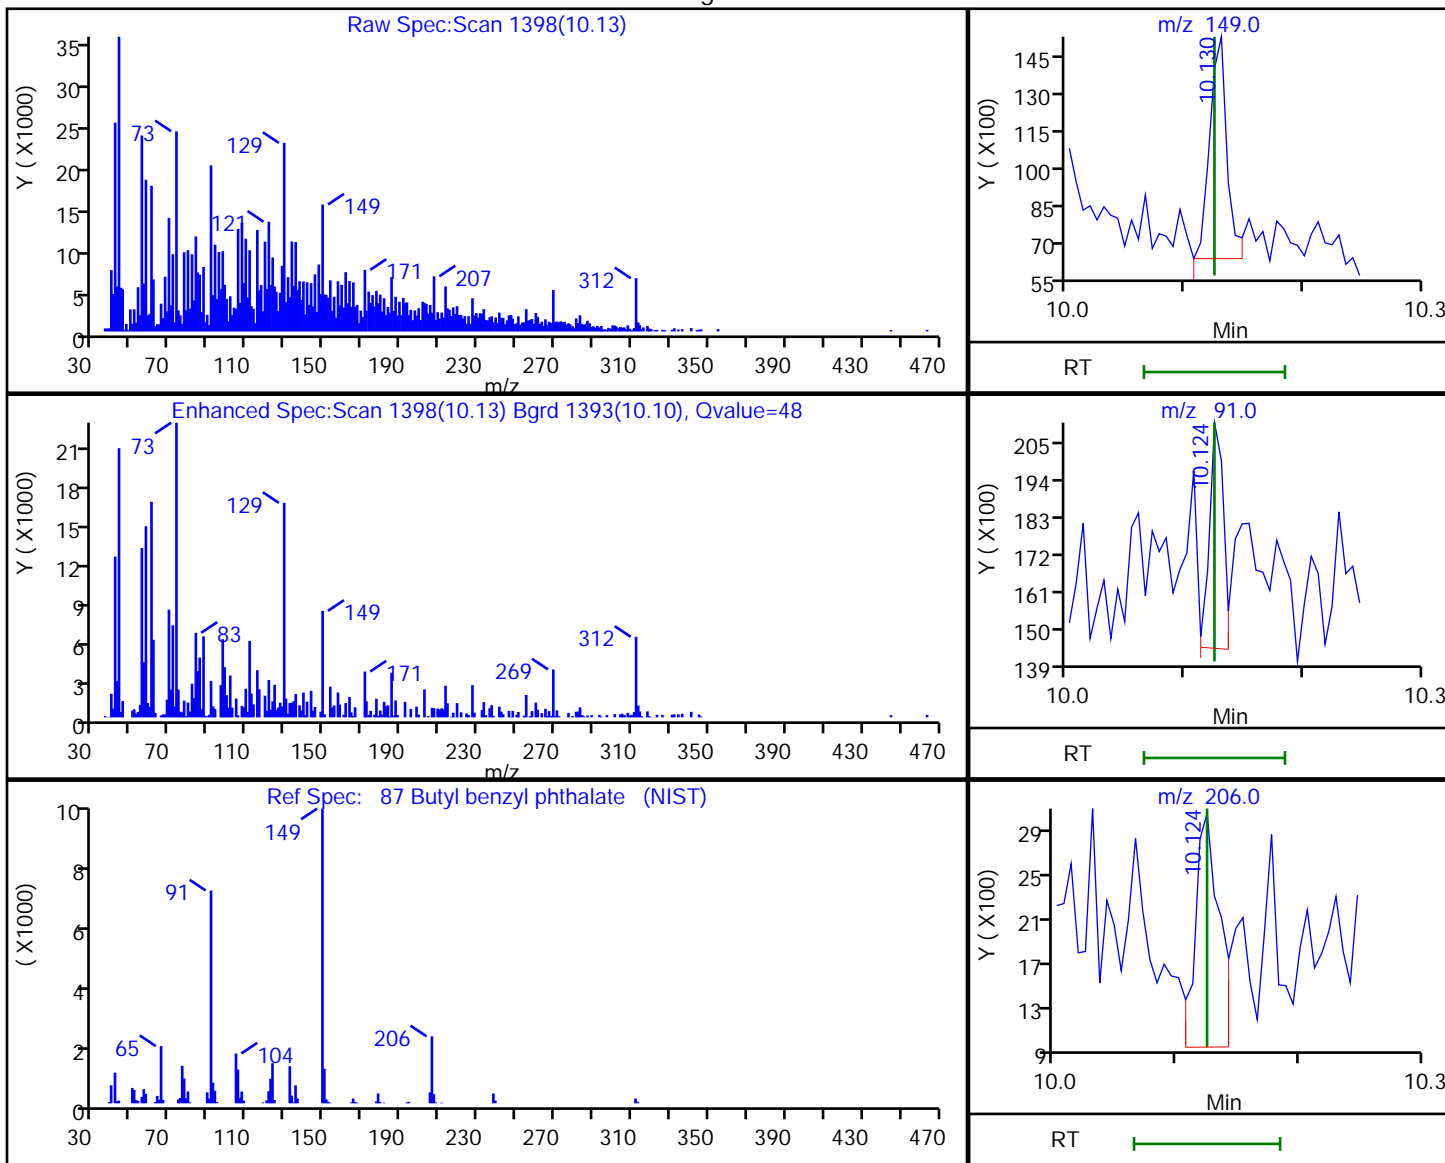 Raw Spec:Scan 1398(10.13)
Y ( X1000)
35
30
25
20
15
10
5
0
73
129
121
149
171
207
312
30 70 110 150 190 230 270 310 350 390 430 470
m/z
m/z 149.0
Y ( X100)
145
130
115
100
85
70
55
10.130
10.0 10.3
Min
RT
Enhanced Spec:Scan 1398(10.13) Bgrd 1393(10.10), Qvalue=48
Y ( X1000)
21
18
15
12
9
6
3
0
73
129
83
149
171
269
312
30 70 110 150 190 230 270 310 350 390 430 470
m/z
m/z 91.0
Y ( X100)
205
194
183
172
161
150
139
10.124
10.0 10.3
Min
RT
Ref Spec: 87 Butyl benzyl phthalate (NIST)
( X1000)
10
8
6
4
2
0
65
91
104
149
206
30 70 110 150 190 230 270 310 350 390 430 470
m/z 206.0
Y ( X100)
29
25
21
17
13
9
10.124
10.0 10.3
Min
RT